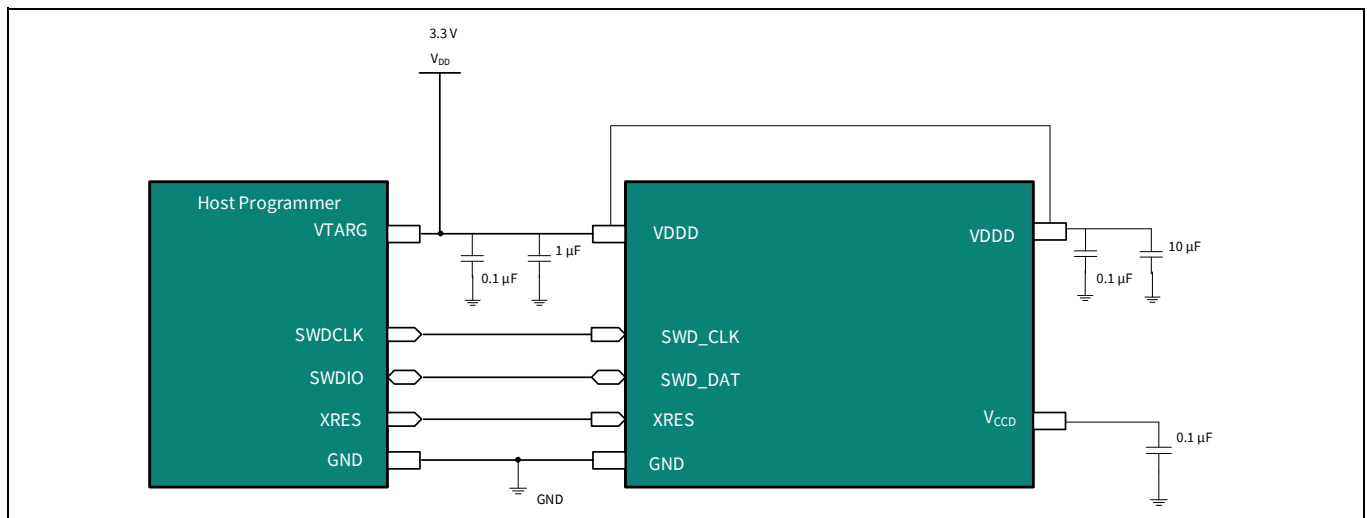 3.3 V
VDD
Host Programmer
VTARG
VDDD
VDDD
1 µF
0.1 µF
10 µF
0.1 µF
SWDCLK
SWD_CLK
SWDIO
SWD_DAT
XRES
XRES
VCCD
0.1 µF
GND
GND
GND